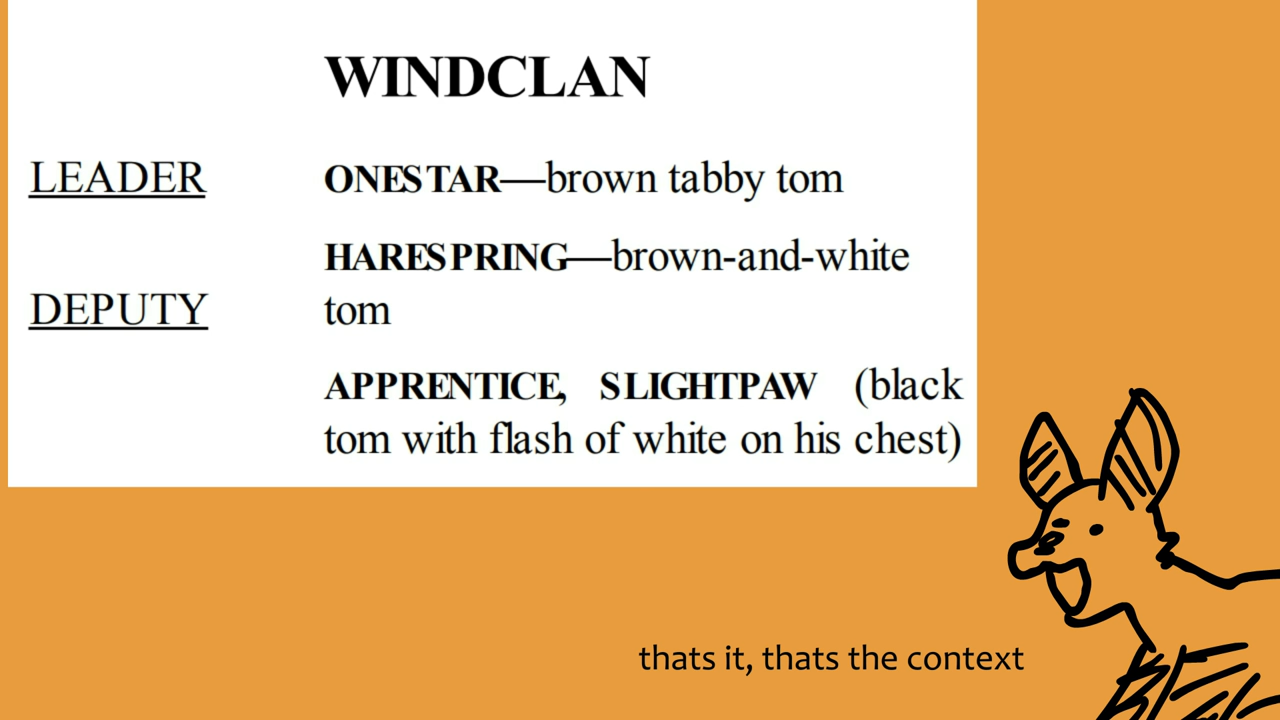 WINDCLAN
LEADER ONESTAR—brown tabby tom
HARESPRING—brown-and-white
DEPUTY tom
APPRENTICE, SLIGHTPAW (black
tom with flash of white on his chest)
thats it, thats the context